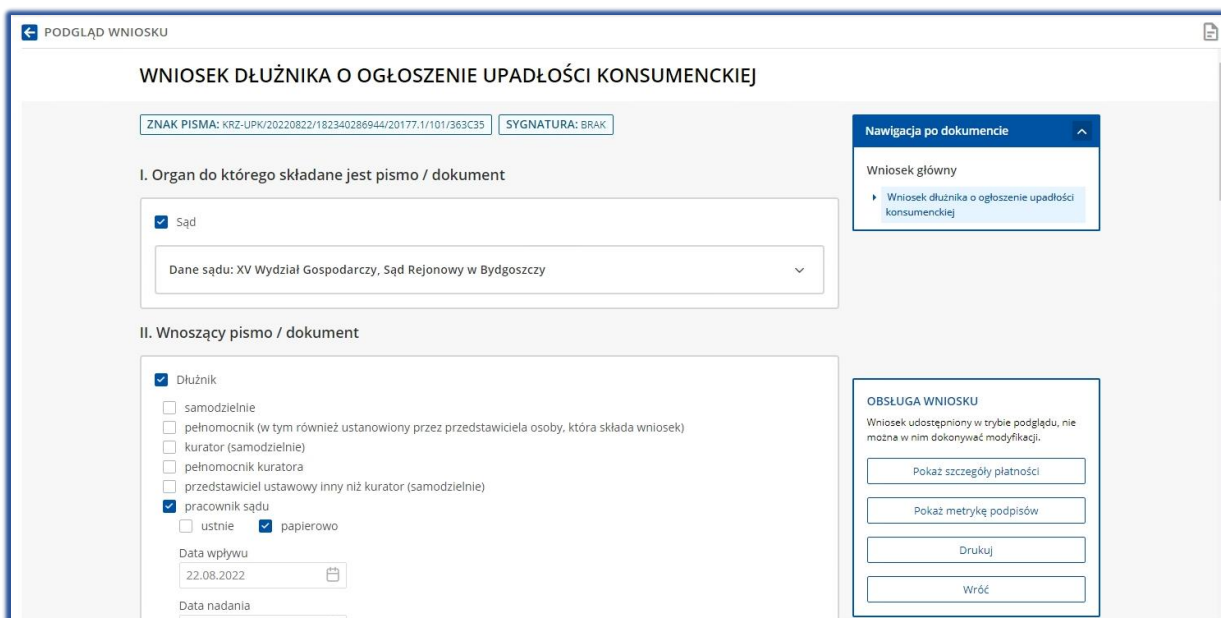 PODGLĄD WNIOSKU
WNIOSEK DŁUŻNIKA O OGŁOSZENIE UPADŁOŚCI KONSUMENCKIEJ
ZNAK PISMA: KRZ-UPK/20220822/182340286944/20177.1/101/363C35 SYGNATURA: BRAK
I. Organ do którego składane jest pismo / dokument
Sąd
Dane sądu: XV Wydział Gospodarczy, Sąd Rejonowy w Bydgoszczy
II. Wnoszący pismo / dokument
Dłużnik
samodzielnie
pełnomocnik (w tym również ustanowiony przez przedstawiciela osoby, która składa wniosek)
kurator (samodzielnie)
pełnomocnik kuratora
przedstawiciel ustawowy inny niż kurator (samodzielnie)
pracownik sądu
ustnie papierowo
Data wpływu
22.08.2022
Data nadania
Nawigacja po dokumencie
Wniosek główny
Wniosek dłużnika o ogłoszenie upadłości
konsumenckiej
OBSŁUGA WNIOSKU
Wniosek udostępniony w trybie podglądu, nie
można w nim dokonywać modyfikacji.
Pokaż szczegóły płatności
Pokaż metrykę podpisów
Drukuj
Wróć